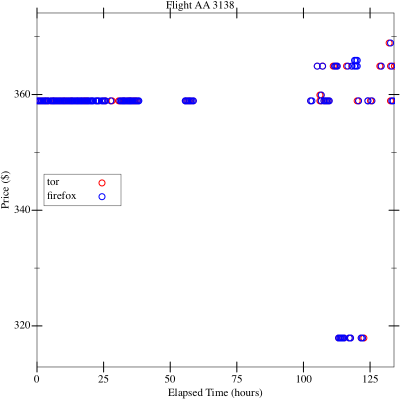 Flight AA 3138
360
340
320
Price ($)
tor
firefox
0
25
50
75
100
125
Elapsed Time (hours)